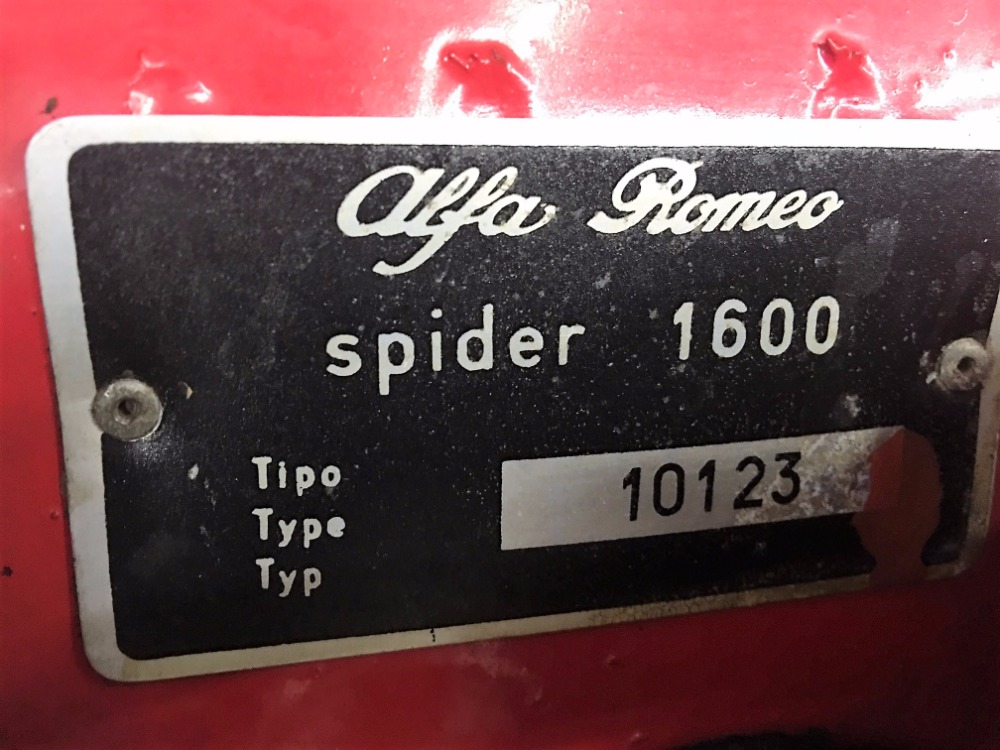 Alfa Romeo
spider 1600
Tipo
Type 10123
Typ